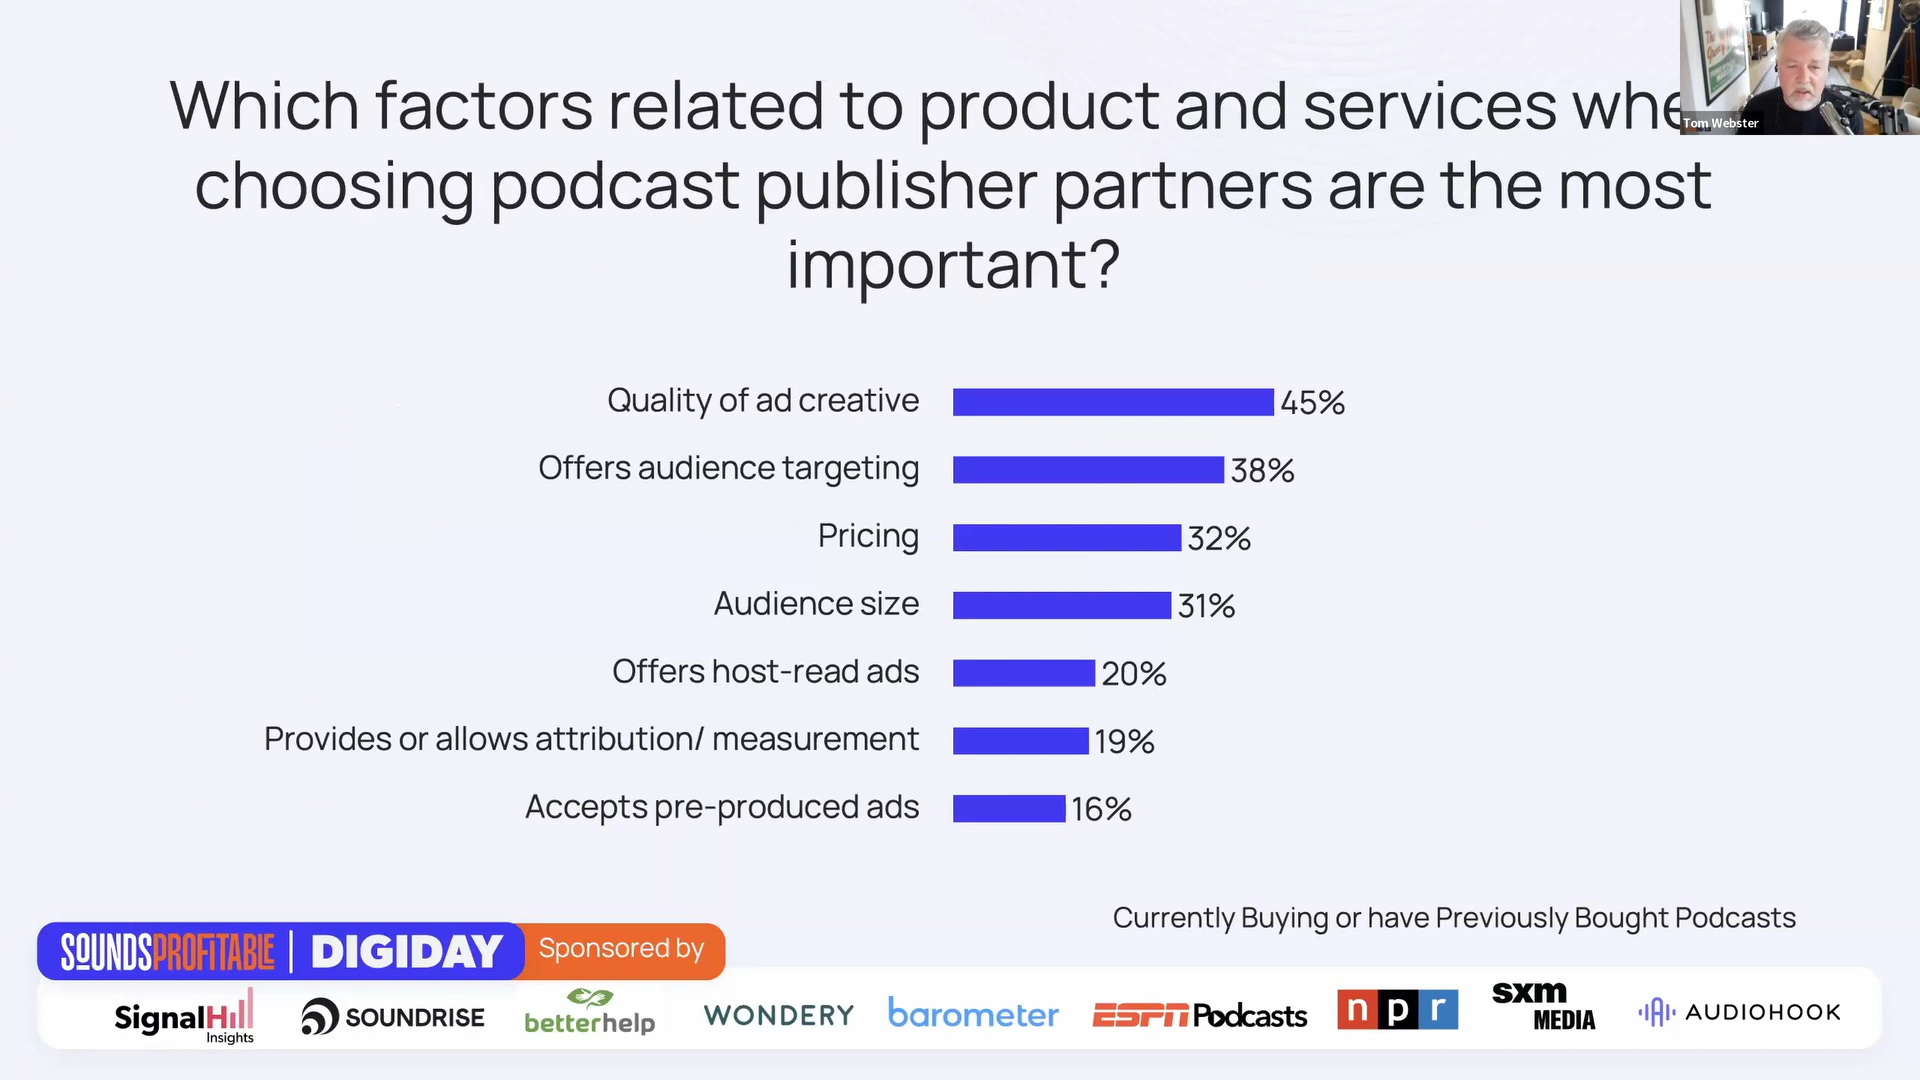 Which factors related to product and services whe
choosing podcast publisher partners are the most
important?
Tom Webster
Quality of ad creative 45%
Offers audience targeting 38%
Pricing 32%
Audience size 31%
Offers host-read ads 20%
Provides or allows attribution/ measurement 19%
Accepts pre-produced ads 16%
Currently Buying or have Previously Bought Podcasts
SOUNDSPROFITABLE | DIGIDAY Sponsored by
SignalHill
Insights
SOUNDRISE
betterhelp
WONDERY
barometer
ESPN Podcasts
npr
sxm
MEDIA
AUDIOHOOK